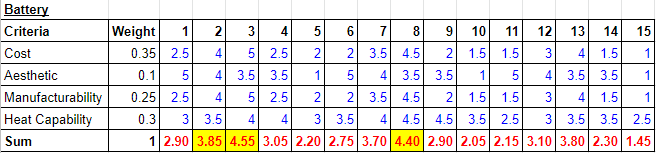 Battery
Criteria Weight 1 2 3 4 5 6 7 8 9 10 11 12 13 14 15
Cost 0.35 2.5 4 5 2.5 2 2 3.5 4.5 2 1.5 1.5 3 4 1.5 1
Aesthetic 0.1 5 4 3.5 3.5 1 5 4 3.5 3.5 1 5 4 3.5 3.5 1
Manufacturability 0.25 2.5 4 5 2.5 2 2 3.5 4.5 2 1.5 1.5 3 4 1.5 1
Heat Capability 0.3 3 3.5 4 4 3 3.5 4 4.5 4.5 3.5 2.5 3 3.5 3.5 2.5
Sum 1 2.90 3.85 4.55 3.05 2.20 2.75 3.70 4.40 2.90 2.05 2.15 3.10 3.80 2.30 1.45